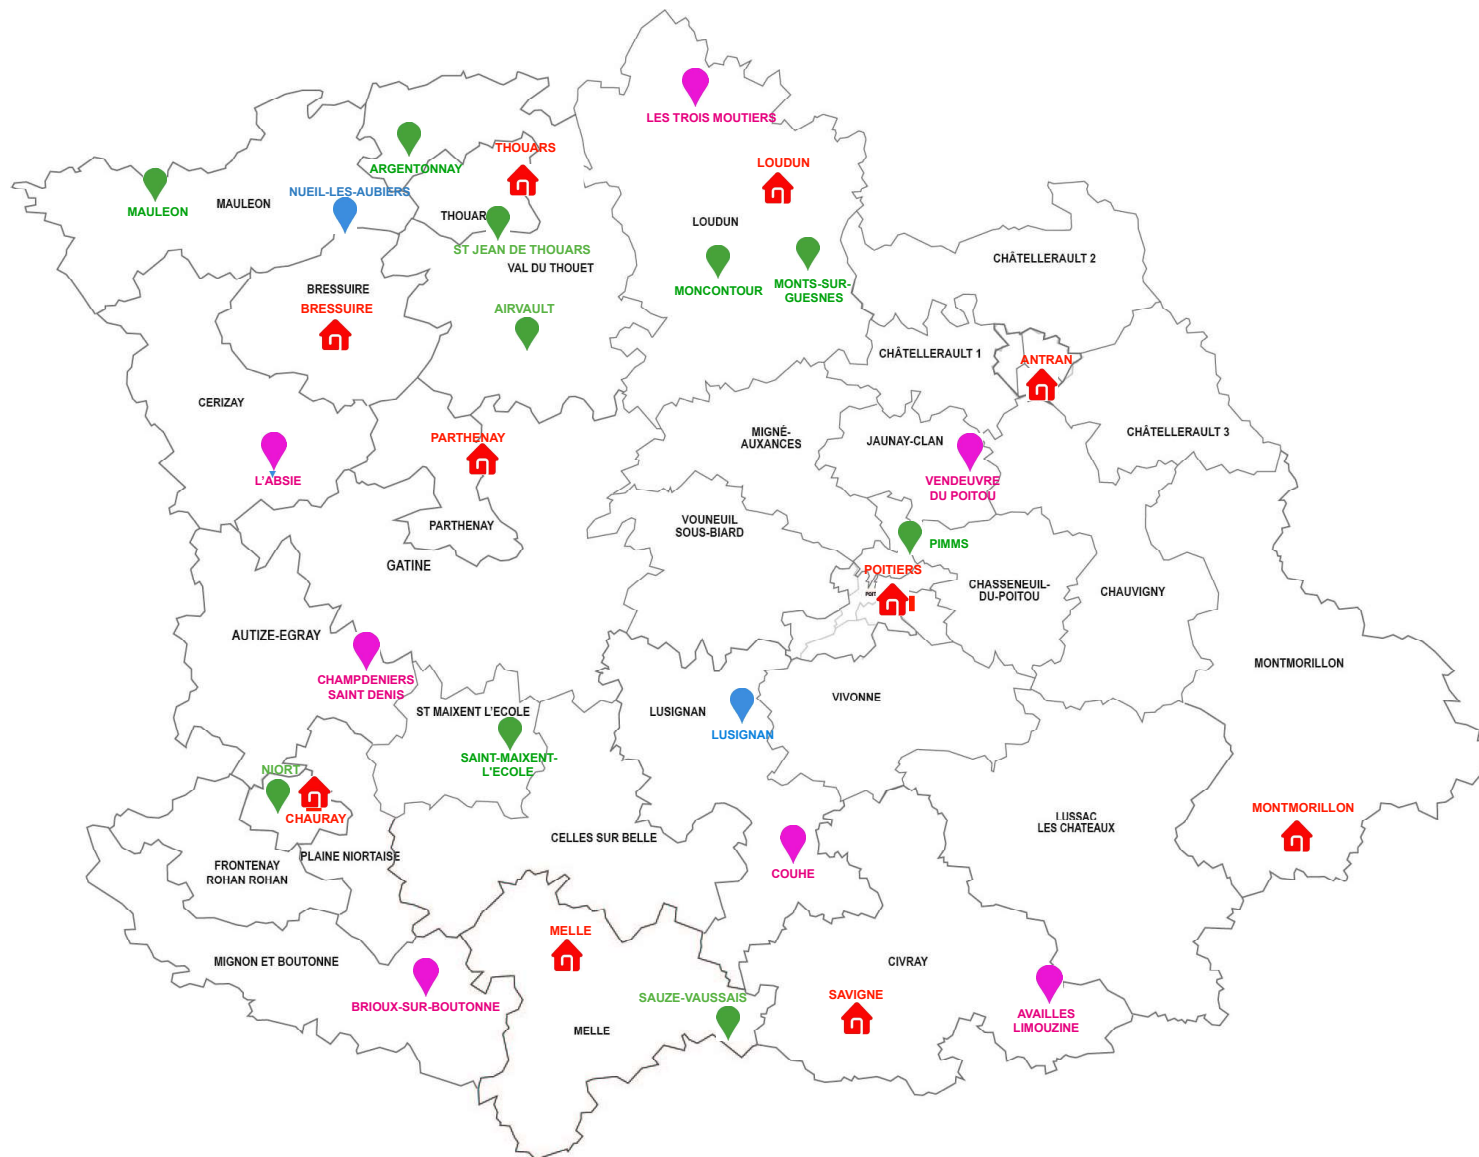 LES TROIS MOUTIERS
THOUARS
LOUDUN
ARGENTONNAY
NUEIL-LES-AUBIERS
MAULEON
MAULEON
THOUAR
LOUDUN
ST JEAN DE THOUARS
VAL DU THOUET
CHÂTELLERAULT 2
MONCONTOUR
MONTS-SUR-
GUESNES
BRESSUIRE
BRESSUIRE
AIRVAULT
CHÂTELLERAULT 1
ANTRAN
CERIZAY
PARTHENAY
MIGNÉ-
AUXANCES
JAUNAY-CLAN
CHÂTELLERAULT 3
L'ABSIE
VENDEUVRE
DU POITOU
PARTHENAY
VOUNEUIL
SOUS-BIARD
PIMMS
GATINE
POITIERS
POIT
CHASSENEUIL-
DU-POITOU
CHAUVIGNY
AUTIZE-EGRAY
MONTMORILLON
CHAMPDENIERS
SAINT DENIS
ST MAIXENT L'ECOLE
LUSIGNAN
VIVONNE
LUSIGNAN
SAINT-MAIXENT-
L'ECOLE
NIORT
CHAURAY
MONTMORILLON
LUSSAC
LES CHATEAUX
CELLES SUR BELLE
PLAINE NIORTAISE
FRONTENAY
ROHAN ROHAN
COUHE
MELLE
MIGNON ET BOUTONNE
CIVRAY
BRIOUX-SUR-BOUTONNE
SAUZE-VAUSSAIS
SAVIGNE
AVAILLES
LIMOUZINE
MELLE